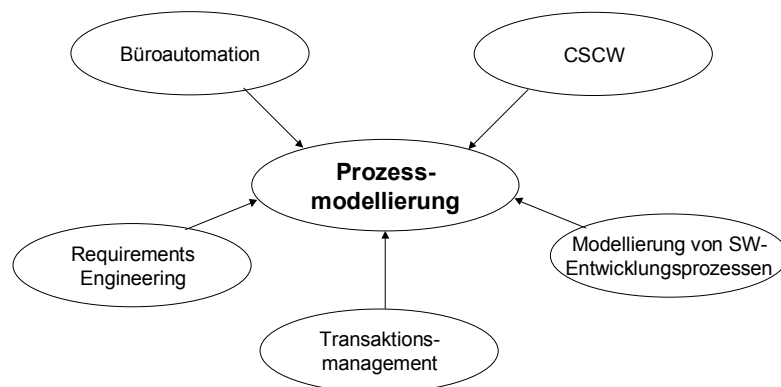 Büroautomation
CSCW
Prozess-
modellierung
Requirements
Engineering
Modellierung von SW-
Entwicklungsprozessen
Transaktions-
management